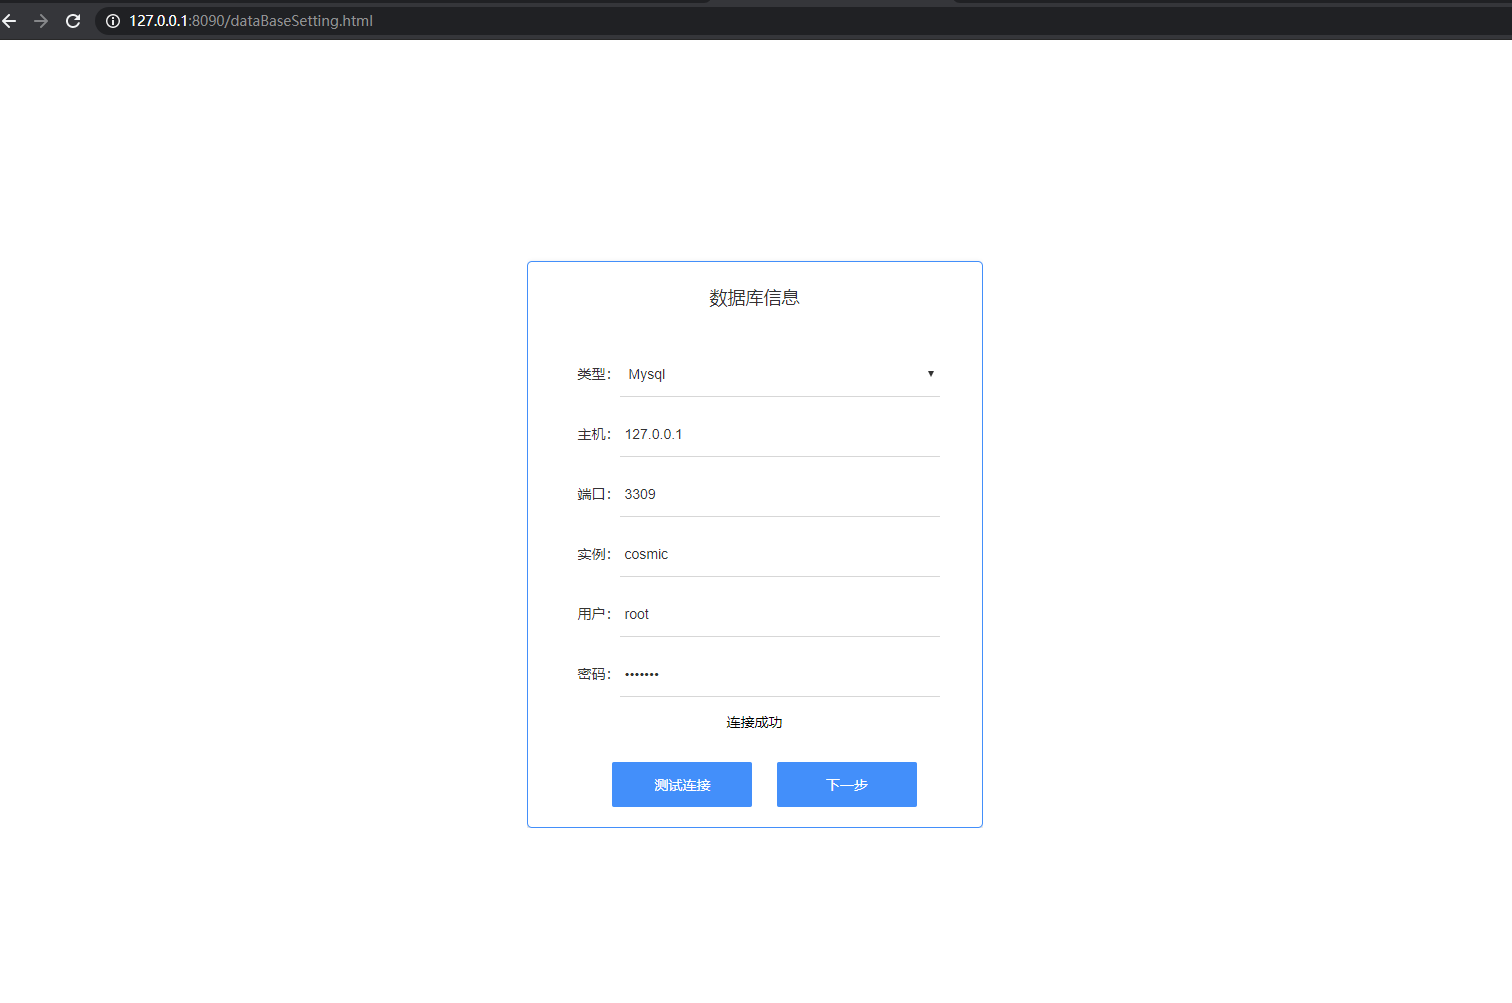 127.0.0.1:8090/dataBaseSetting.html
数据库信息
类型： Mysql
主机： 127.0.0.1
端口： 3309
实例： cosmic
用户： root
密码： •••••••
连接成功
测试连接 下一步